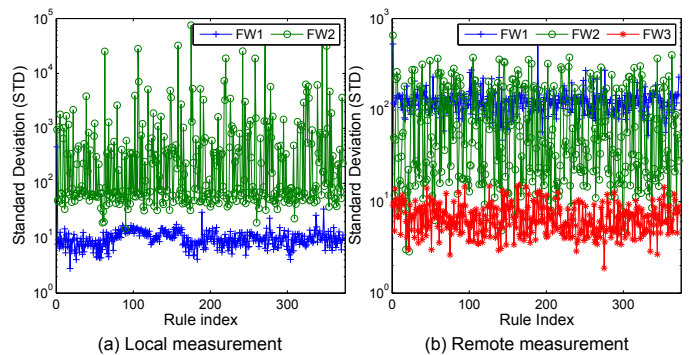 FW1 FW2
10^5
10^4
10^3
10^2
10^1
10^0
Standard Deviation (STD)
0 100 200 300
Rule index
(a) Local measurement
FW1 FW2 FW3
10^3
10^2
10^1
10^0
Standard Deviation (STD)
0 100 200 300
Rule Index
(b) Remote measurement